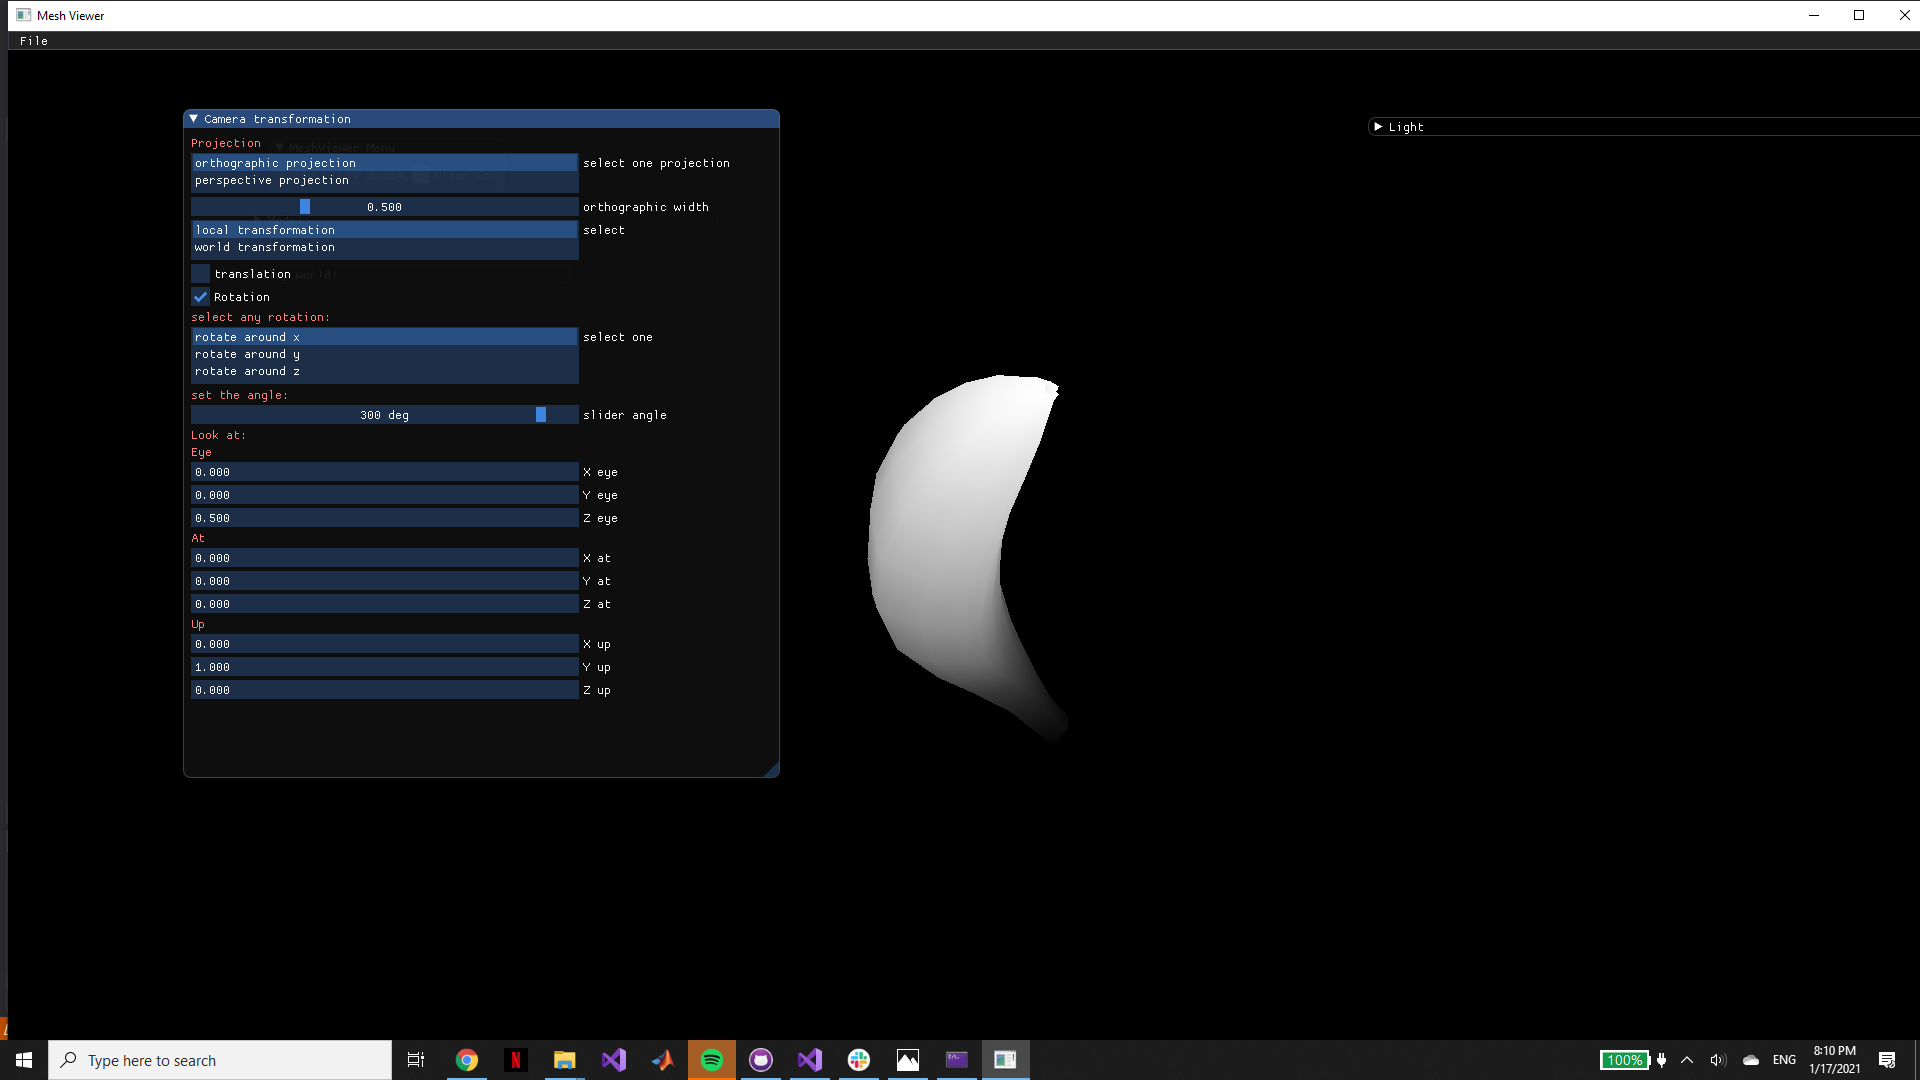 Mesh Viewer
File
Camera transformation
Projection
MeshViewer Menu
orthographic projection
select one projection
perspective projection
0.500
orthographic width
local transformation
select
world transformation
translation
world!
Rotation
select any rotation:
rotate around x
select one
rotate around y
rotate around z
set the angle:
300 deg
slider angle
Look at:
Eye
0.000
X eye
0.000
Y eye
0.500
Z eye
At
0.000
X at
0.000
Y at
0.000
Z at
Up
0.000
X up
1.000
Y up
0.000
Z up
Light
Type here to search
N
100%
ENG
8:10 PM
1/17/2021